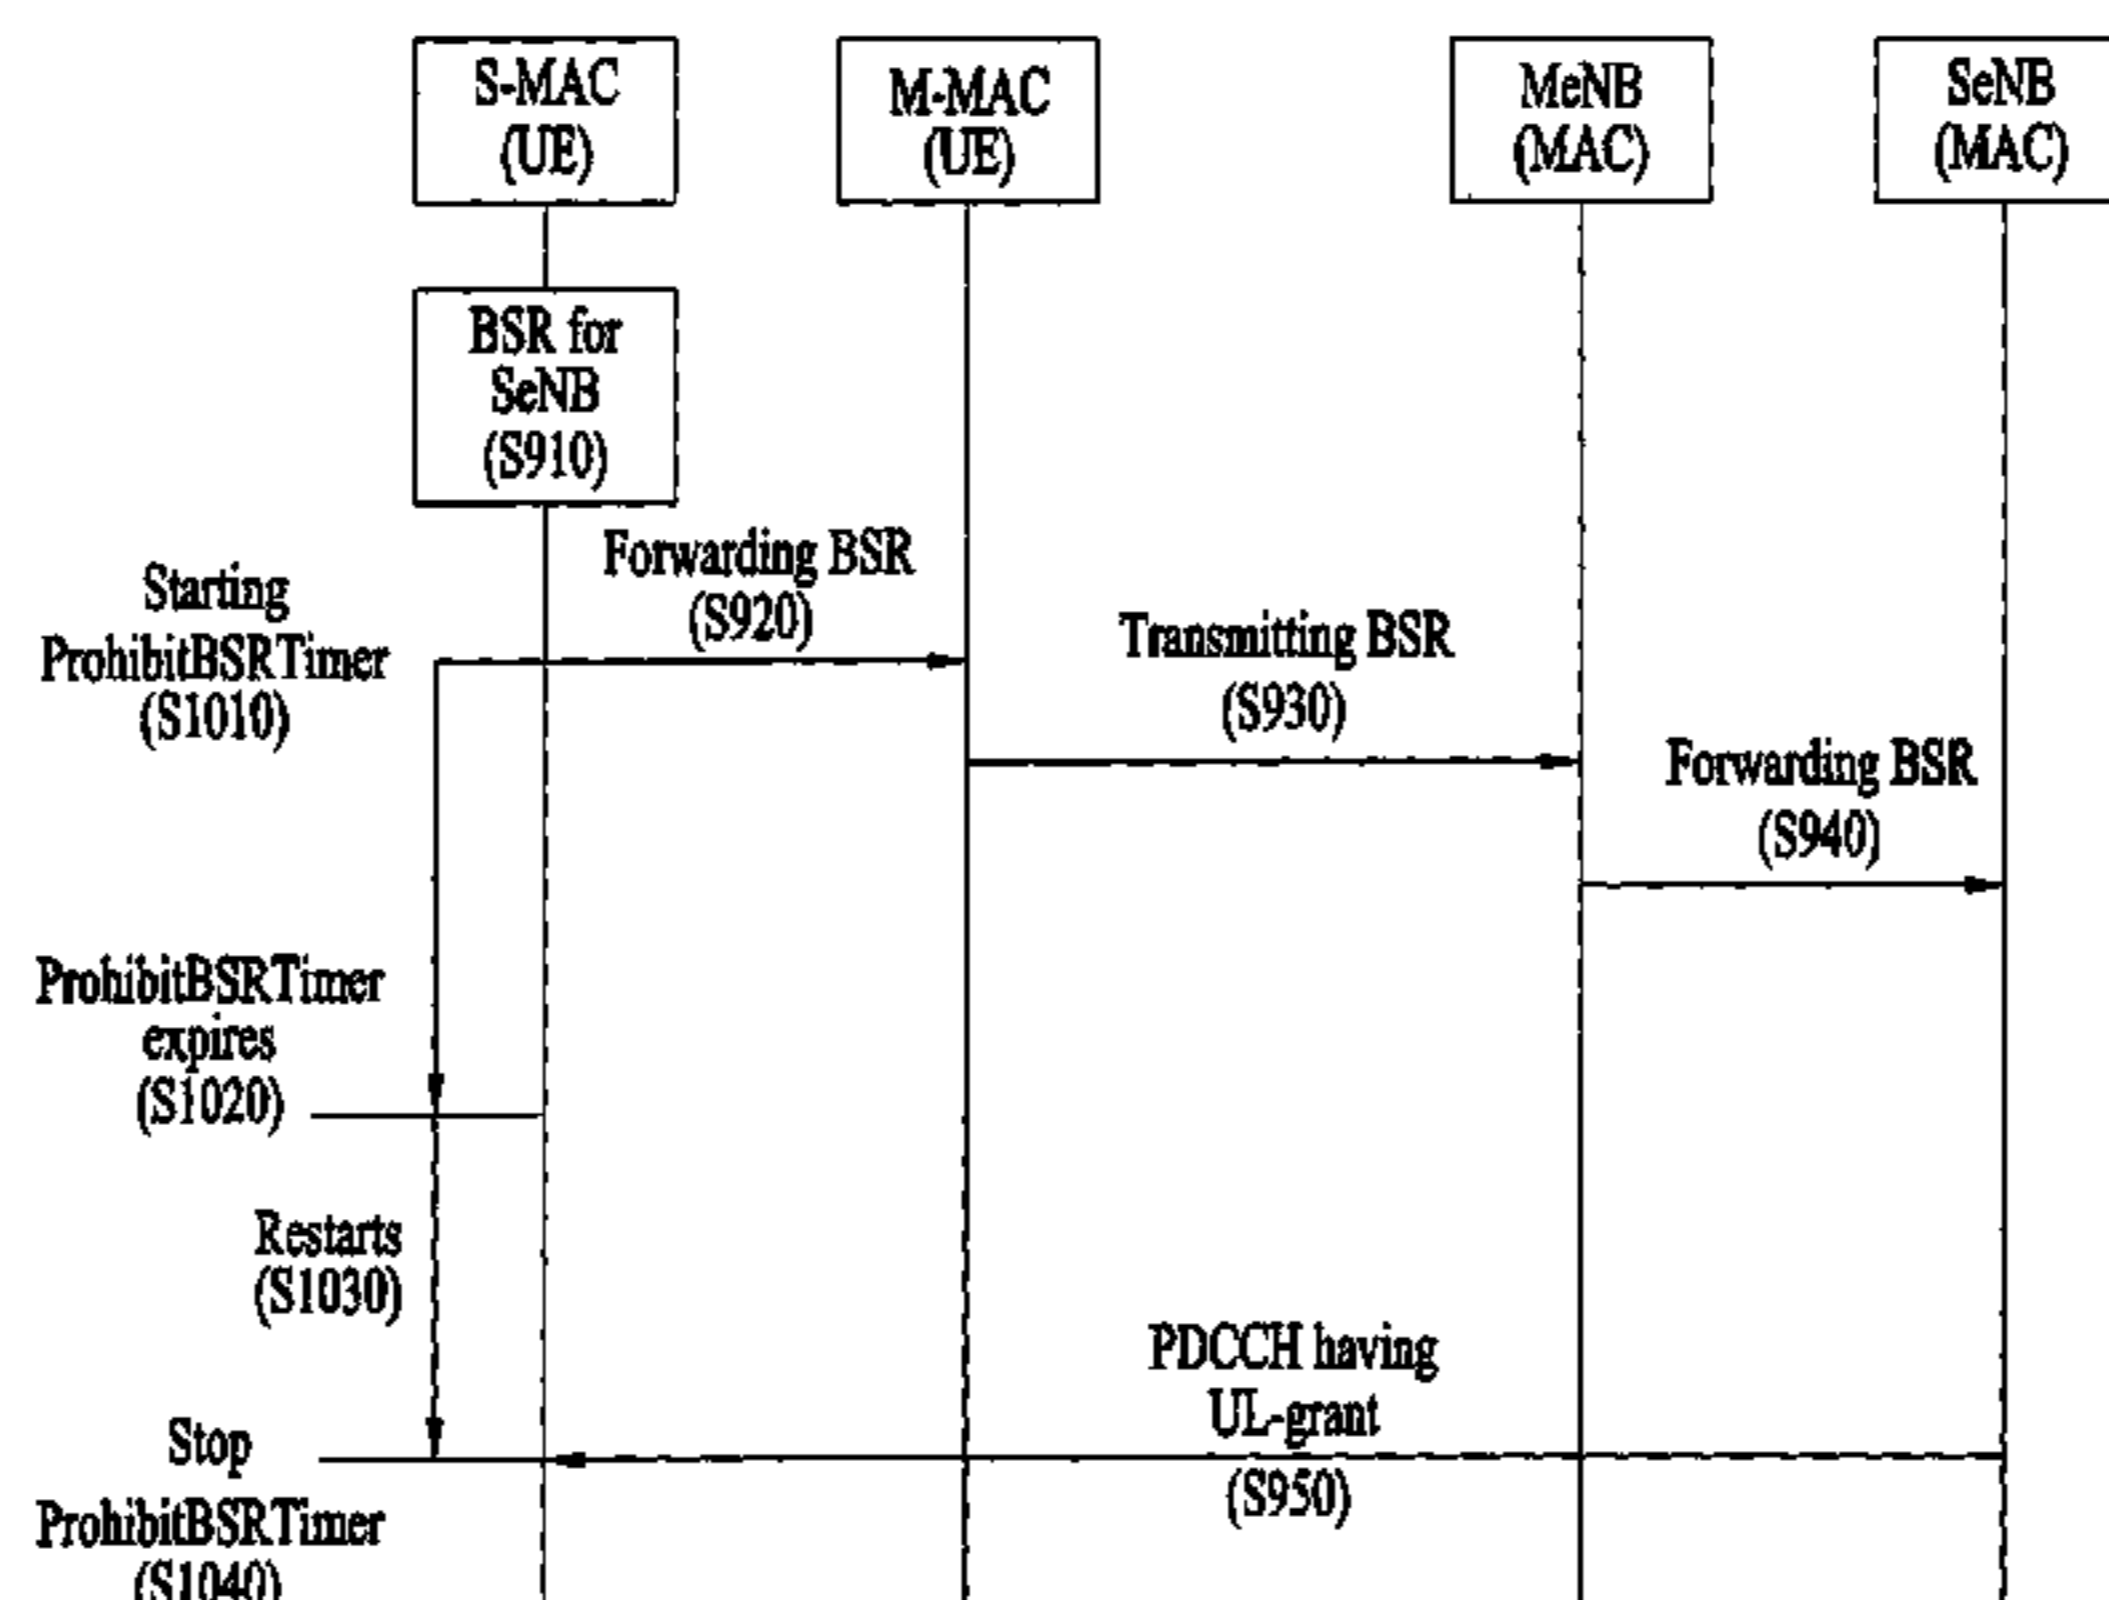 S-MAC
(UE)
M-MAC
(UE)
MeNB
(MAC)
SeNB
(MAC)
BSR for
SeNB
(S910)
Forwarding BSR
(S920)
Starting
ProhibitBSRTimer
(S1010)
Transmitting BSR
(S930)
Forwarding BSR
(S940)
ProhibitBSRTimer
expires
(S1020)
Restarts
(S1030)
PDCCH having
UL-grant
(S950)
Stop
ProhibitBSRTimer
(S1040)